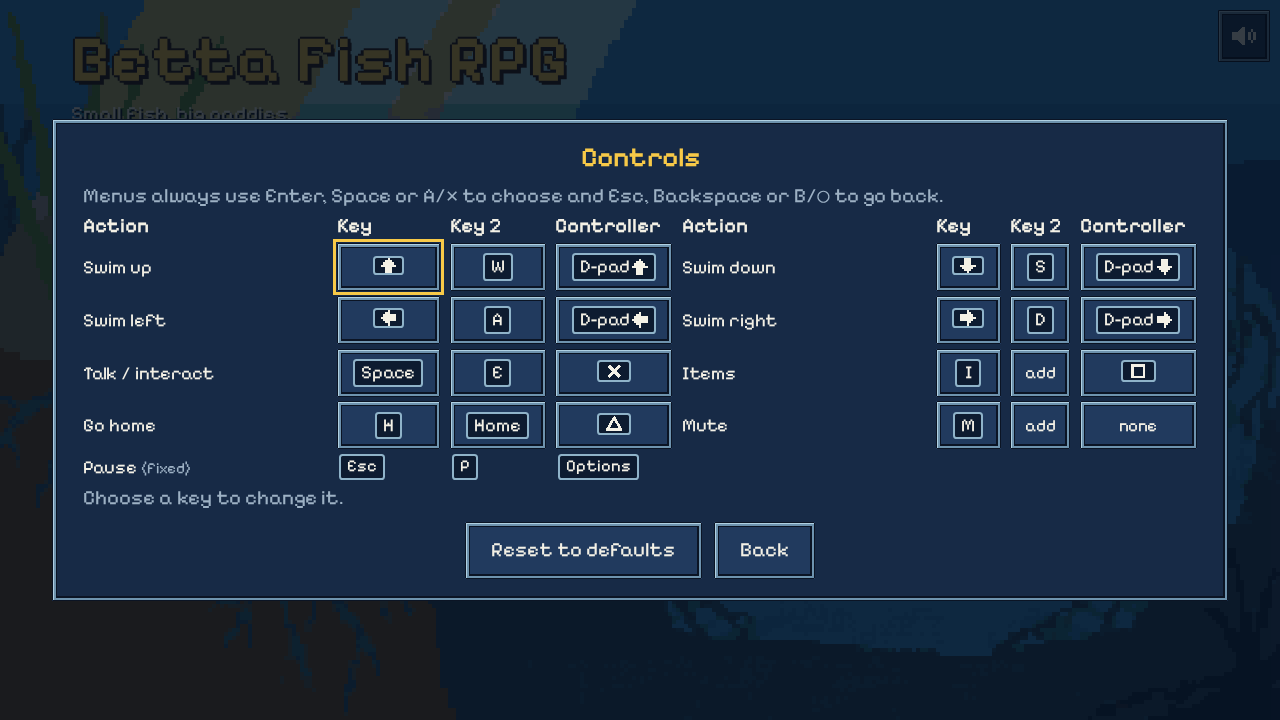 Betta Fish RPG
Small fish, big paddies
Controls
Menus always use Enter, Space or A/× to choose and Esc, Backspace or B/○ to go back.
Action Key Key 2 Controller Action Key Key 2 Controller
Swim up ↑ W D-pad↑ Swim down ↓ S D-pad↓
Swim left ← A D-pad← Swim right → D D-pad→
Talk / interact Space E × Items I add □
Go home H Home △ Mute M add none
Pause (fixed) Esc P Options
Choose a key to change it.
Reset to defaults Back